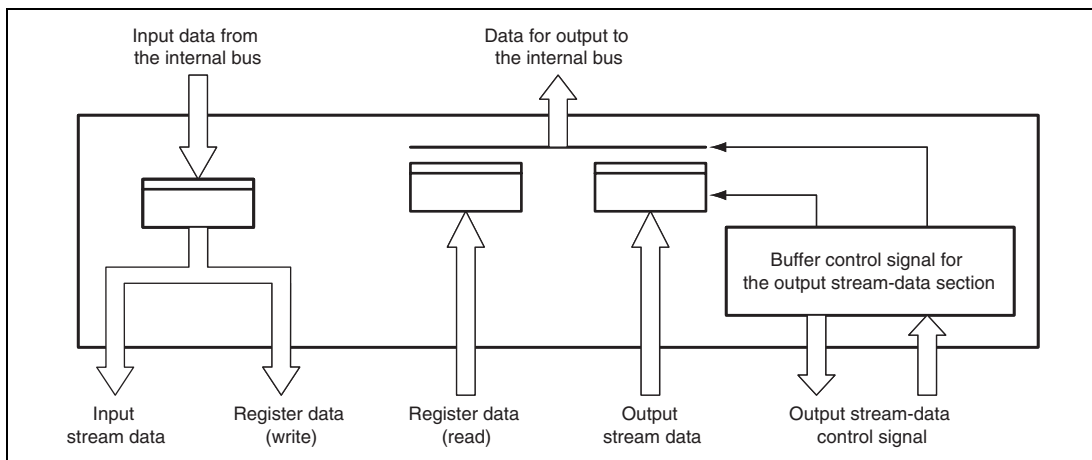 Input data from
the internal bus
Data for output to
the internal bus
Buffer control signal for
the output stream-data section
Input
stream data
Register data
(write)
Register data
(read)
Output
stream data
Output stream-data
control signal